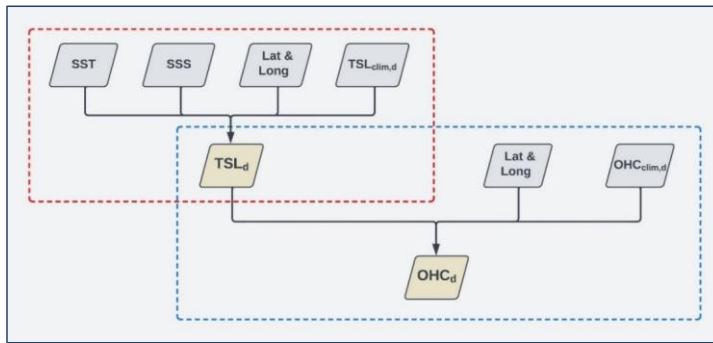 SST
SSS
Lat &
Long
TSLclim,d
TSLd
Lat &
Long
OHCclim,d
OHCd